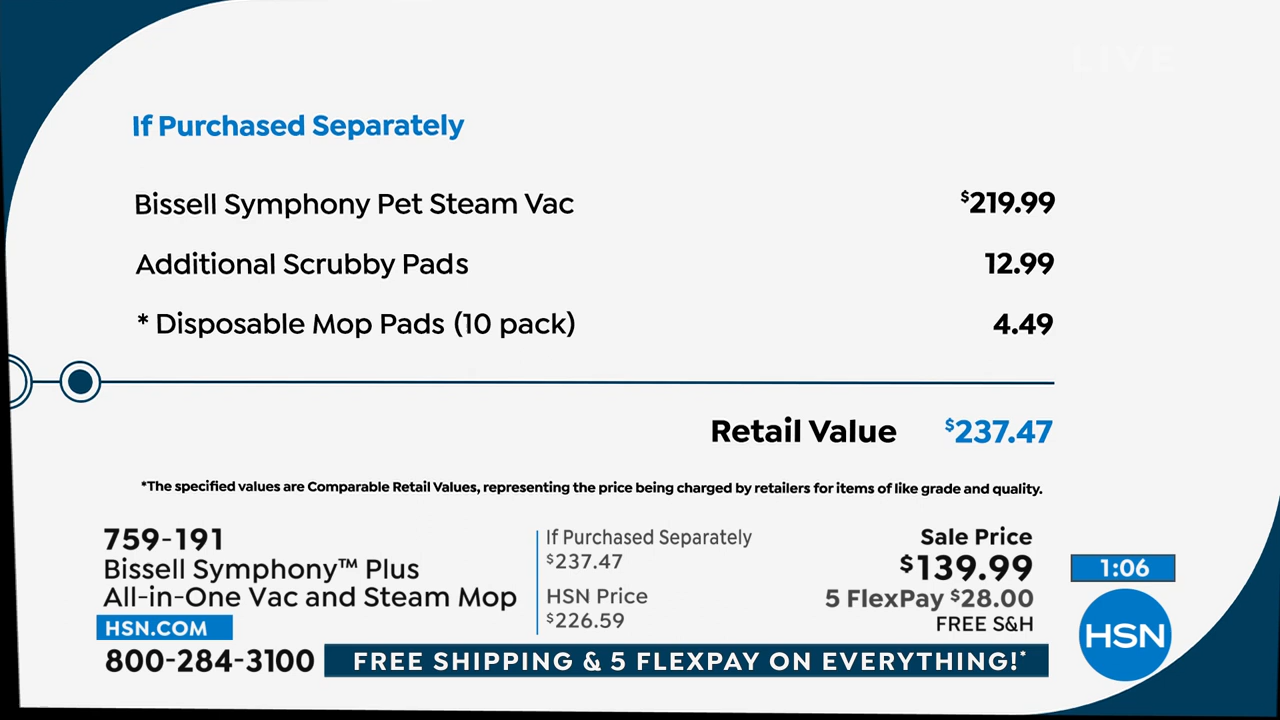 LIVE
If Purchased Separately
Bissell Symphony Pet Steam Vac $219.99
Additional Scrubby Pads 12.99
* Disposable Mop Pads (10 pack) 4.49
Retail Value $237.47
*The specified values are Comparable Retail Values, representing the price being charged by retailers for items of like grade and quality.
759-191
Bissell Symphony™ Plus
All-in-One Vac and Steam Mop
HSN.COM
800-284-3100
If Purchased Separately
$237.47
HSN Price
$226.59
Sale Price
$139.99
5 FlexPay $28.00
FREE S&H
1:06
HSN
FREE SHIPPING & 5 FLEXPAY ON EVERYTHING!*